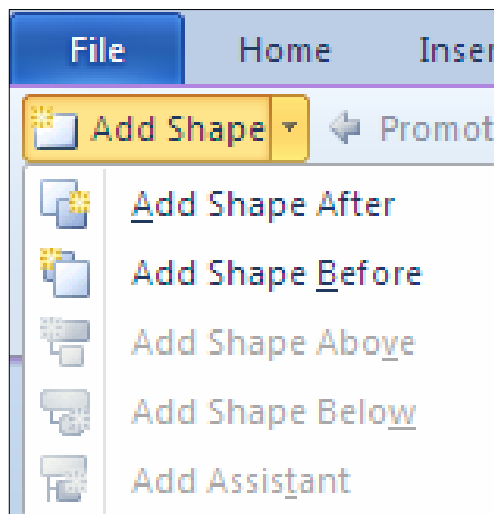 File Home Inser
Add Shape Promot
Add Shape After
Add Shape Before
Add Shape Above
Add Shape Below
Add Assistant